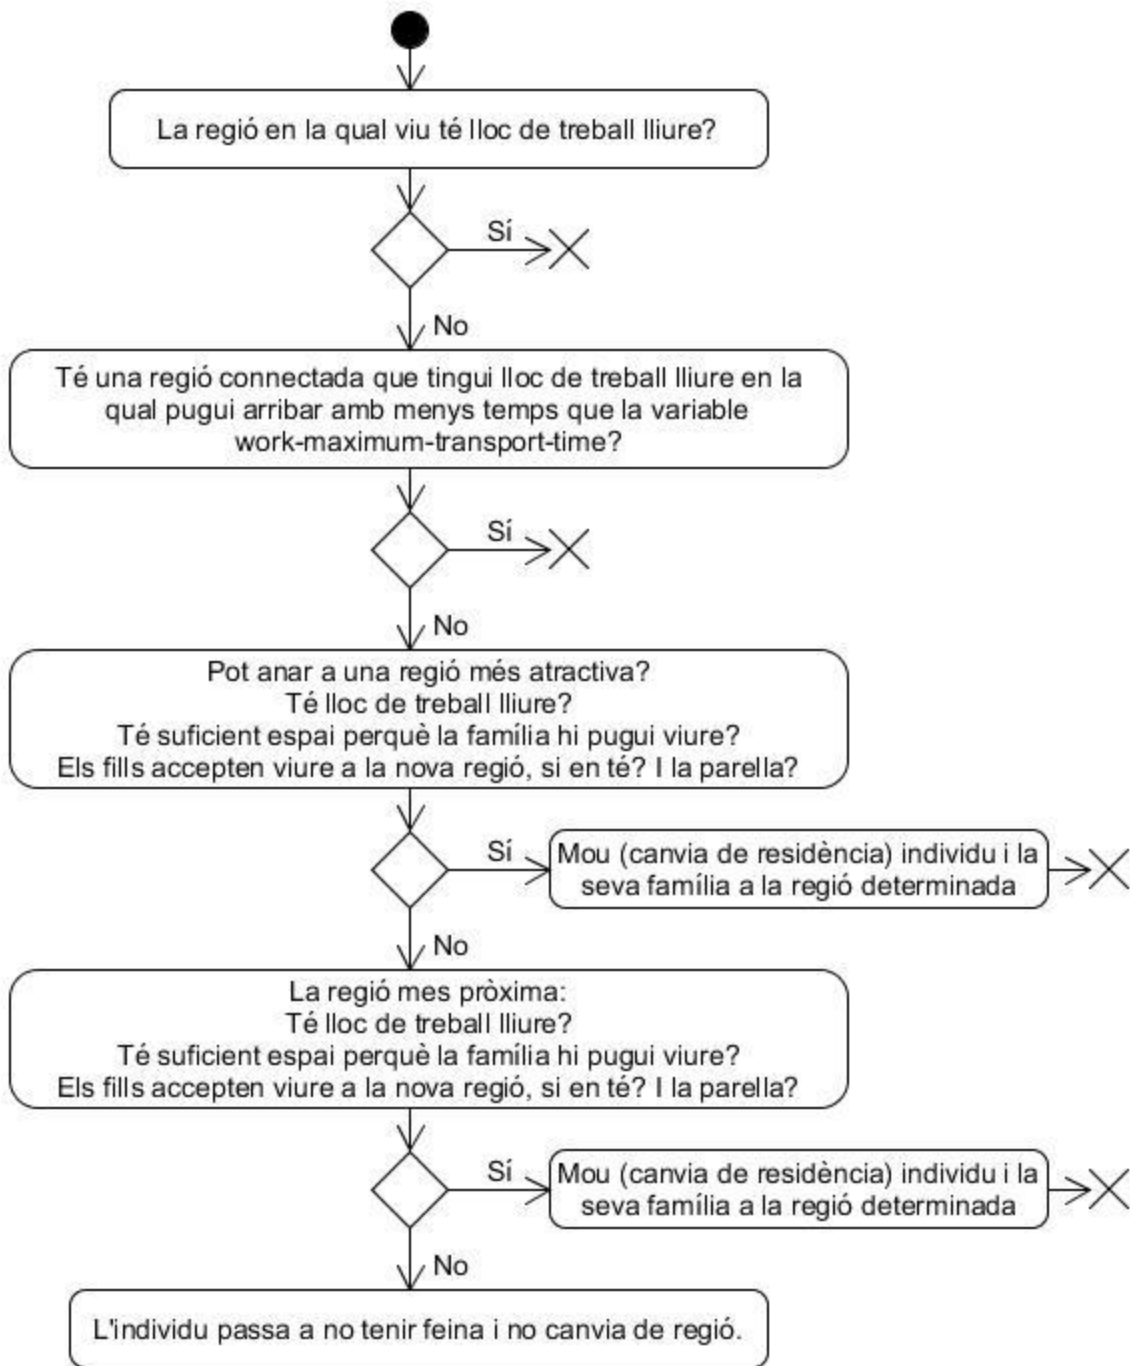 La regió en la qual viu té lloc de treball lliure?
Sí
No
Té una regió connectada que tingui lloc de treball lliure en la
qual pugui arribar amb menys temps que la variable
work-maximum-transport-time?
Sí
No
Pot anar a una regió més atractiva?
Té lloc de treball lliure?
Té suficient espai perquè la família hi pugui viure?
Els fills accepten viure a la nova regió, si en té? I la parella?
Sí
Mou (canvia de residència) individu i la
seva família a la regió determinada
No
La regió mes pròxima:
Té lloc de treball lliure?
Té suficient espai perquè la família hi pugui viure?
Els fills accepten viure a la nova regió, si en té? I la parella?
Sí
Mou (canvia de residència) individu i la
seva família a la regió determinada
No
L'individu passa a no tenir feina i no canvia de regió.